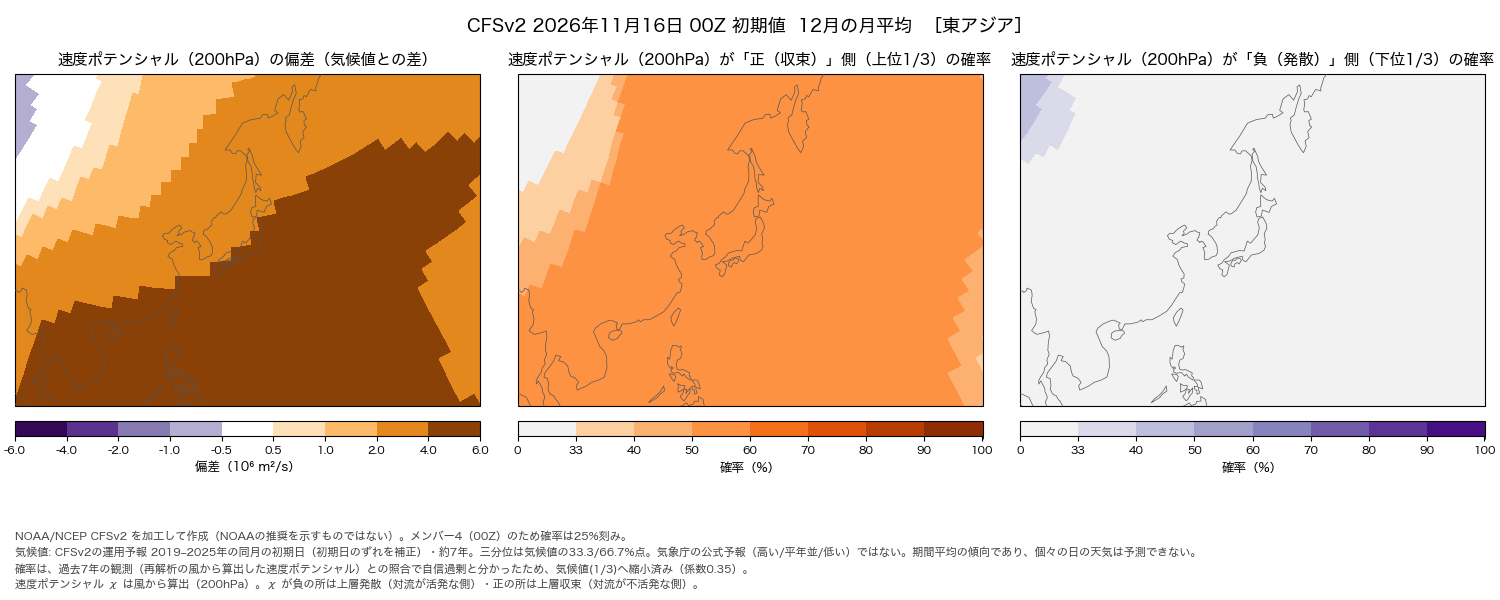 CFSv2 2026年11月16日 00Z 初期値  12月の月平均  ［東アジア］
速度ポテンシャル（200hPa）の偏差（気候値との差）
速度ポテンシャル（200hPa）が「正（収束）」側（上位1/3）の確率
速度ポテンシャル（200hPa）が「負（発散）」側（下位1/3）の確率
-6.0 -4.0 -2.0 -1.0 -0.5 0.5 1.0 2.0 4.0 6.0
偏差（10⁶ m²/s）
0 33 40 50 60 70 80 90 100
確率（%）
0 33 40 50 60 70 80 90 100
確率（%）
NOAA/NCEP CFSv2 を加工して作成（NOAAの推奨を示すものではない）。メンバー4（00Z）のため確率は25%刻み。
気候値: CFSv2の運用予報 2019–2025年の同月の初期日（初期日のずれを補正）・約7年。三分位は気候値の33.3/66.7%点。気象庁の公式予報（高い/平年並/低い）ではない。期間平均の傾向であり、個々の日の天気は予測できない。
確率は、過去7年の観測（再解析の風から算出した速度ポテンシャル）との照合で自信過剰と分かったため、気候値(1/3)へ縮小済み（係数0.35）。
速度ポテンシャル χ は風から算出（200hPa）。χ が負の所は上層発散（対流が活発な側）・正の所は上層収束（対流が不活発な側）。